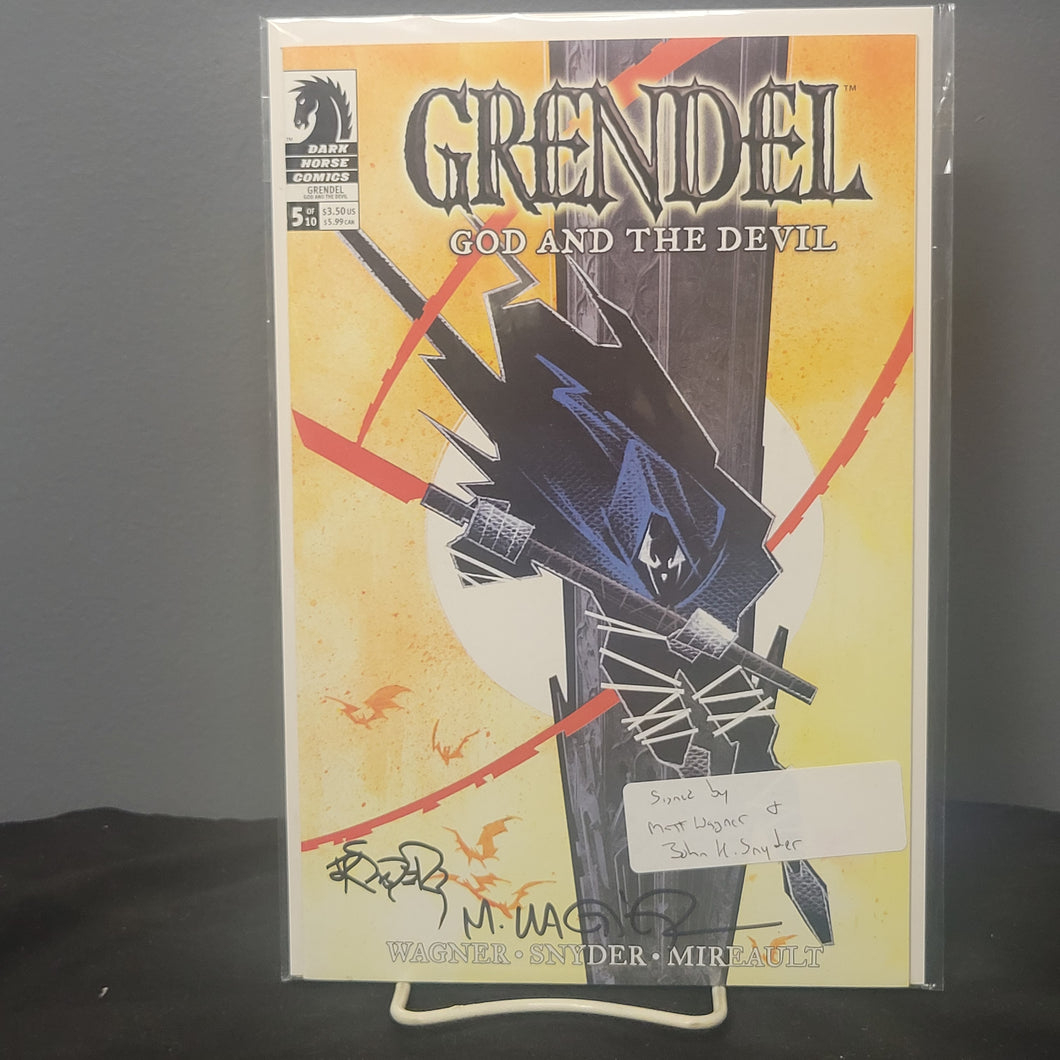 GRENDEL™
GOD AND THE DEVIL
DARK
HORSE
COMICS™
GRENDEL
GOD AND THE DEVIL
5 OF 10
$3.50 US
$5.99 CAN
Signed by
Matt Wagner &
John K. Snyder
M. WAGNER
WAGNER • SNYDER • MIREAULT